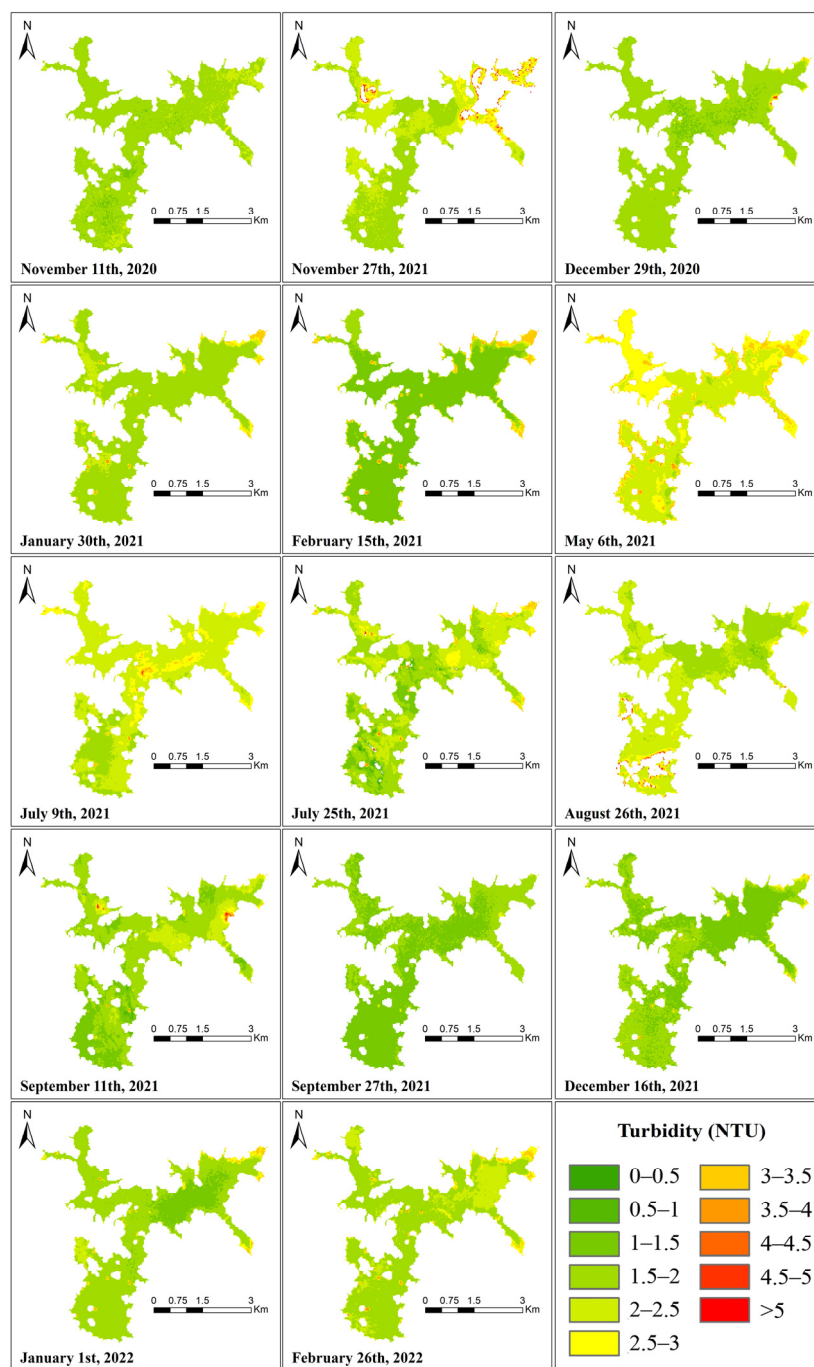 N
0 0.75 1.5 3
Km
November 11th, 2020
N
0 0.75 1.5 3
Km
November 27th, 2021
N
0 0.75 1.5 3
Km
December 29th, 2020
N
0 0.75 1.5 3
Km
January 30th, 2021
N
0 0.75 1.5 3
Km
February 15th, 2021
N
0 0.75 1.5 3
Km
May 6th, 2021
N
0 0.75 1.5 3
Km
July 9th, 2021
N
0 0.75 1.5 3
Km
July 25th, 2021
N
0 0.75 1.5 3
Km
August 26th, 2021
N
0 0.75 1.5 3
Km
September 11th, 2021
N
0 0.75 1.5 3
Km
September 27th, 2021
N
0 0.75 1.5 3
Km
December 16th, 2021
N
0 0.75 1.5 3
Km
January 1st, 2022
N
0 0.75 1.5 3
Km
February 26th, 2022
Turbidity (NTU)
0–0.5
0.5–1
1–1.5
1.5–2
2–2.5
2.5–3
3–3.5
3.5–4
4–4.5
4.5–5
>5